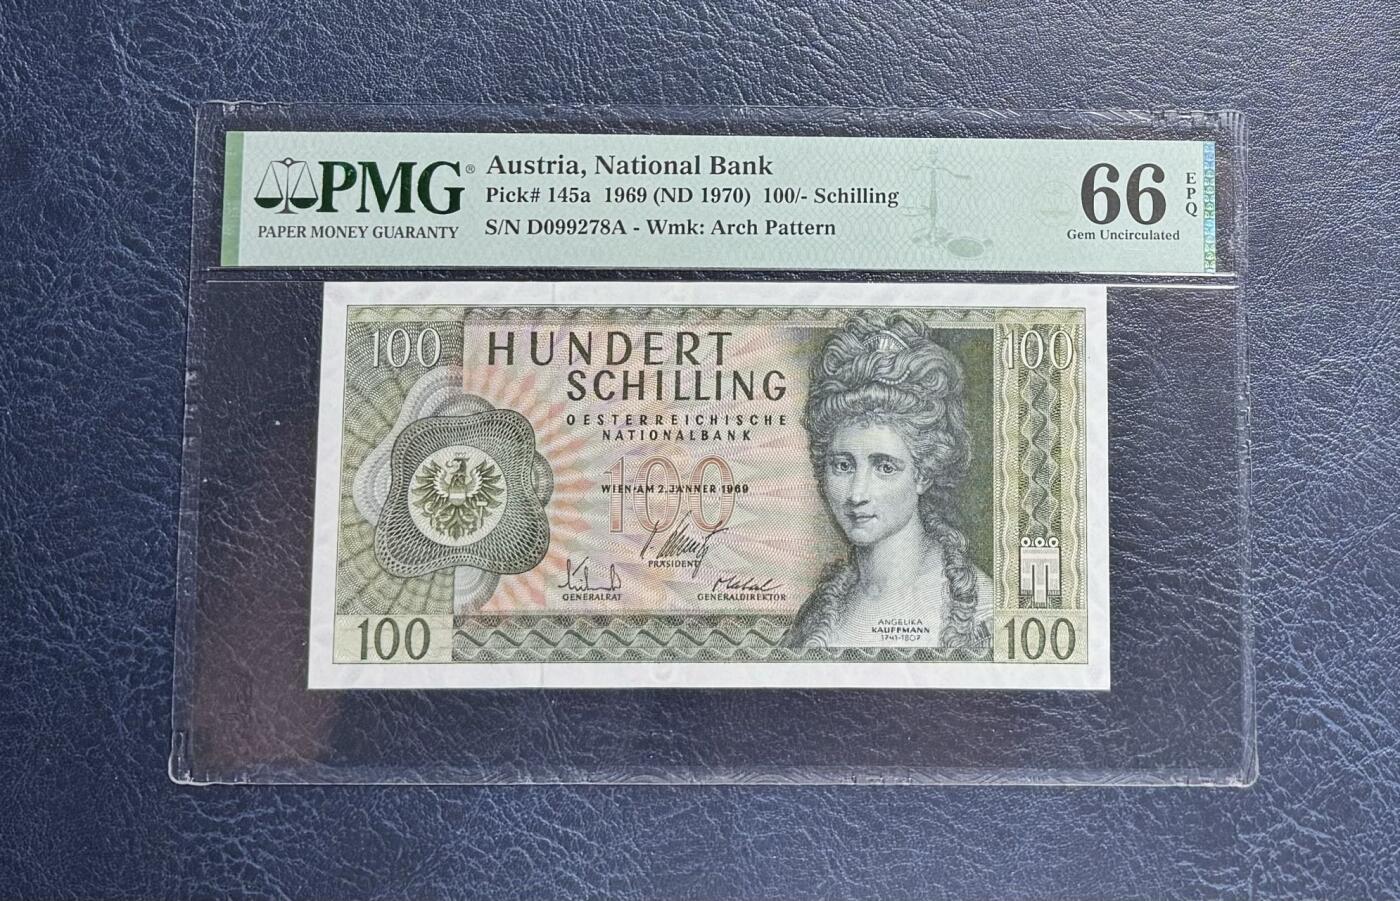 PMG®
PAPER MONEY GUARANTY
Austria, National Bank
Pick# 145a 1969 (ND 1970) 100/- Schilling
S/N D099278A - Wmk: Arch Pattern
66
EPQ
Gem Uncirculated
100
HUNDERT
SCHILLING
100
OESTERREICHISCHE
NATIONALBANK
100
WIEN·AM 2. JÄNNER 1969
PRÄSIDENT
GENERALRAT
GENERALDIREKTOR
ANGELIKA
KAUFFMANN
1741-1807
100
100